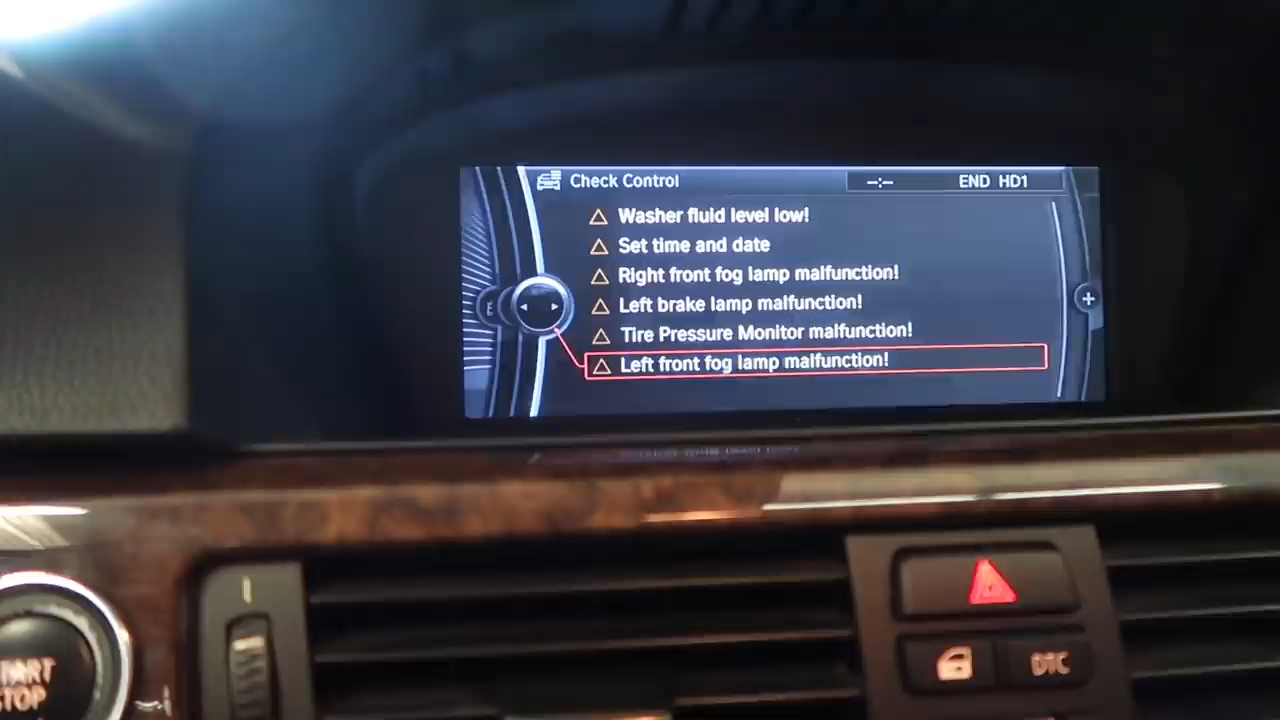 Check Control
-:- END HD1
Washer fluid level low!
Set time and date
Right front fog lamp malfunction!
Left brake lamp malfunction!
E
Tire Pressure Monitor malfunction!
Left front fog lamp malfunction!
START
STOP
DTC